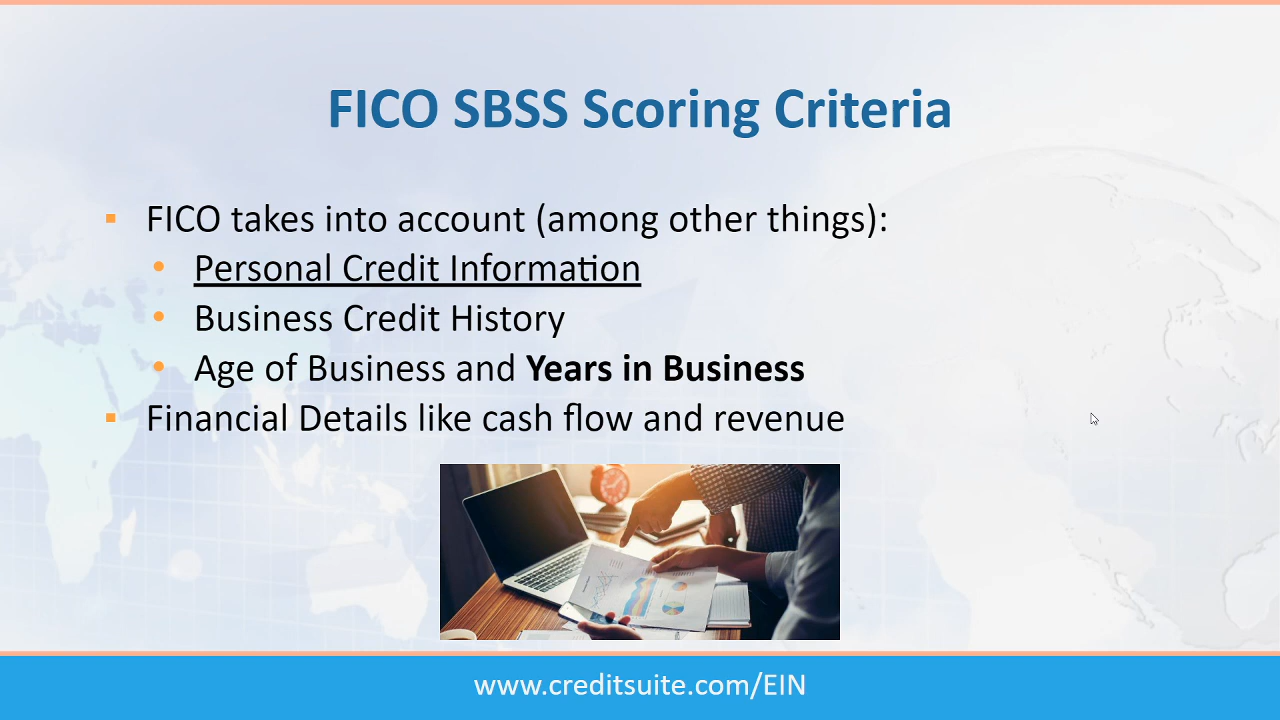 FICO SBSS Scoring Criteria
▪ FICO takes into account (among other things):
• Personal Credit Information
• Business Credit History
• Age of Business and Years in Business
▪ Financial Details like cash flow and revenue
www.creditsuite.com/EIN